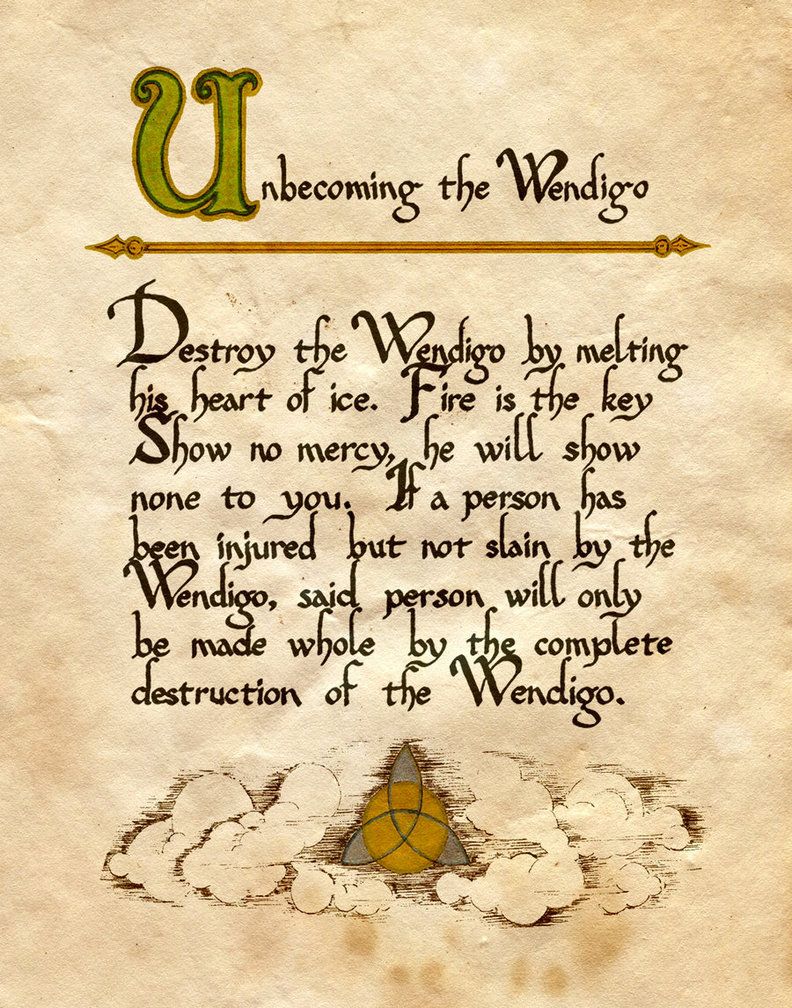 Unbecoming the Wendigo
Destroy the Wendigo by melting
his heart of ice. Fire is the key
Show no mercy, he will show
none to you. If a person has
been injured but not slain by the
Wendigo, said person will only
be made whole by the complete
destruction of the Wendigo.